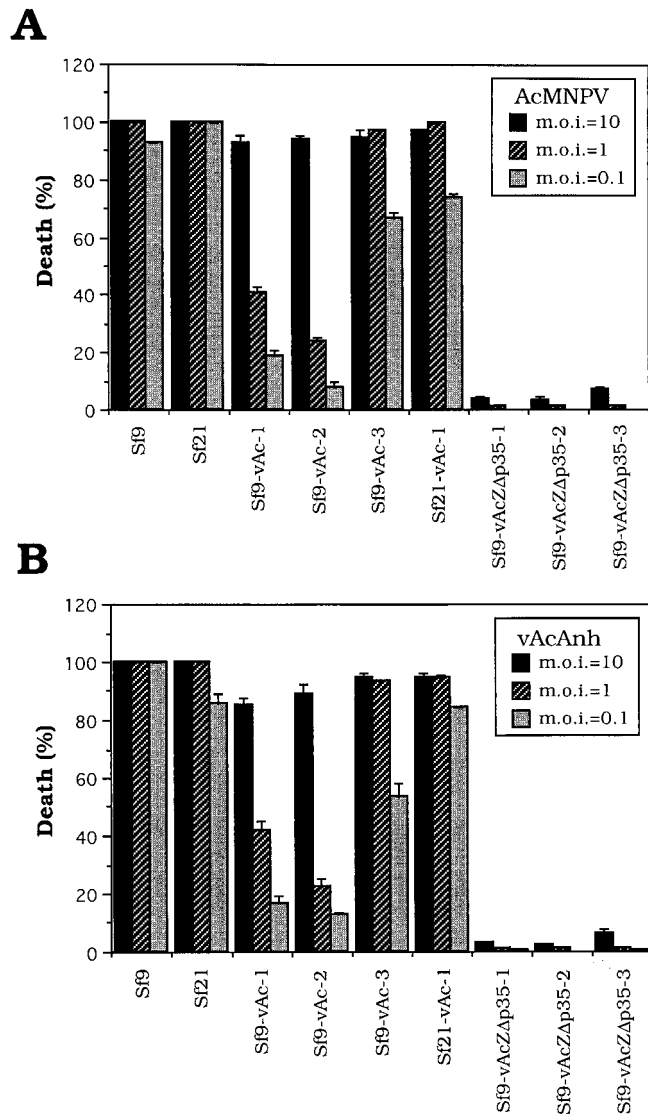 A
120
100
80
60
40
20
0
Death (%)
AcMNPV
m.o.i.=10
m.o.i.=1
m.o.i.=0.1
Sf9
Sf21
Sf9-vAc-1
Sf9-vAc-2
Sf9-vAc-3
Sf21-vAc-1
Sf9-vAcZΔp35-1
Sf9-vAcZΔp35-2
Sf9-vAcZΔp35-3
B
120
100
80
60
40
20
0
Death (%)
vAcAnh
m.o.i.=10
m.o.i.=1
m.o.i.=0.1
Sf9
Sf21
Sf9-vAc-1
Sf9-vAc-2
Sf9-vAc-3
Sf21-vAc-1
Sf9-vAcZΔp35-1
Sf9-vAcZΔp35-2
Sf9-vAcZΔp35-3